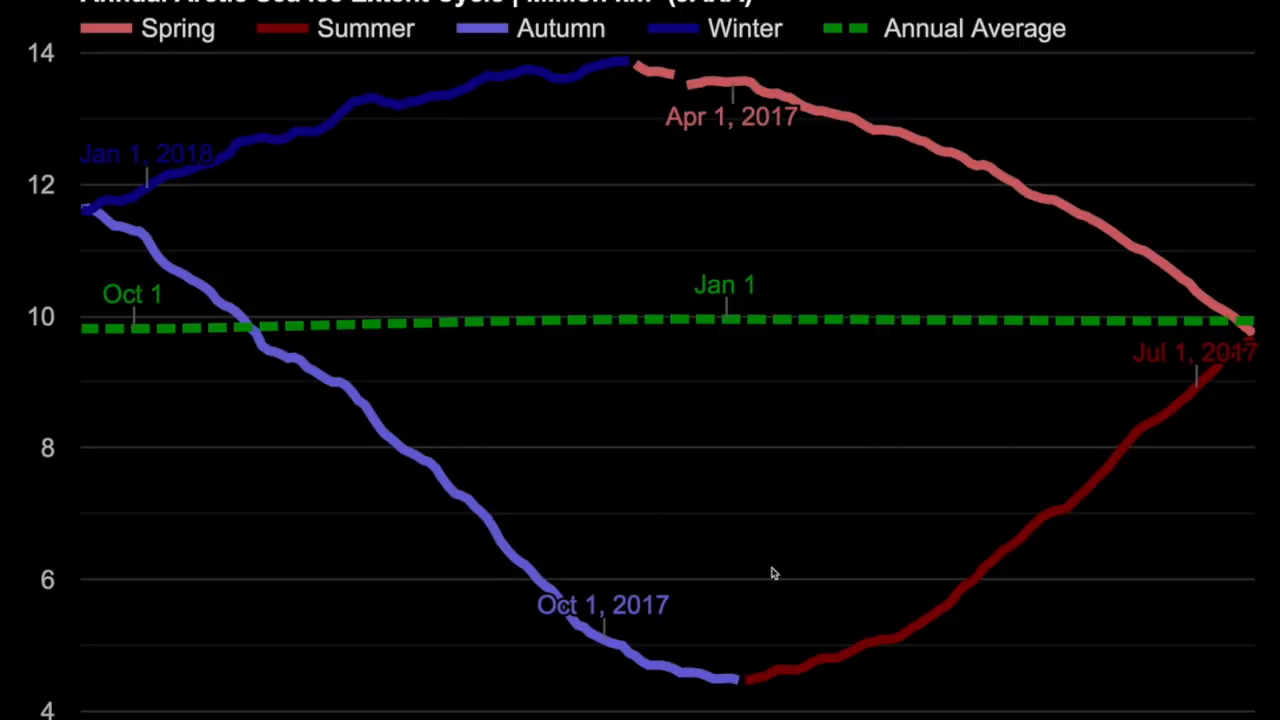 Annual Arctic Sea Ice Extent Cycle | Million km² (JAXA)
Spring Summer Autumn Winter Annual Average
14
Apr 1, 2017
Jan 1, 2018
12
Jan 1
Oct 1
10
Jul 1, 2017
8
6
Oct 1, 2017
4